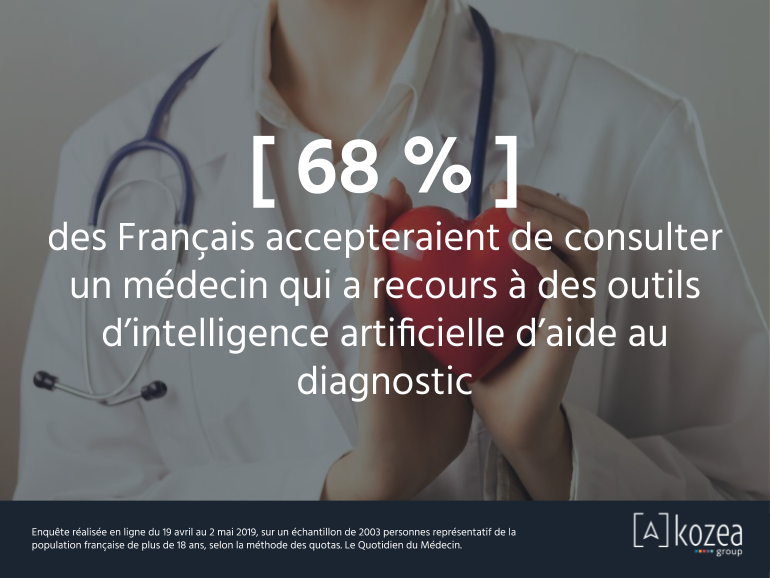 [ 68 % ]
des Français accepteraient de consulter
un médecin qui a recours à des outils
d’intelligence artificielle d’aide au
diagnostic
Enquête réalisée en ligne du 19 avril au 2 mai 2019, sur un échantillon de 2003 personnes représentatif de la
population française de plus de 18 ans, selon la méthode des quotas. Le Quotidien du Médecin.
[A] kozea
group